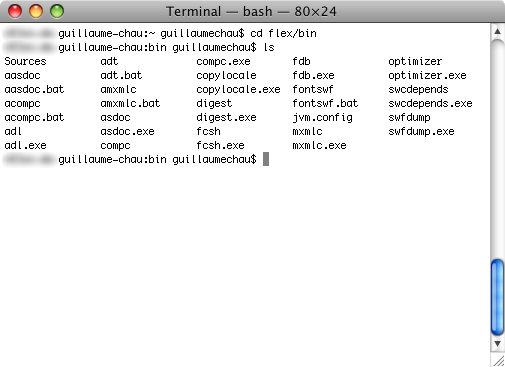 Terminal — bash — 80×24
guillaume-chau:~ guillaumechau$ cd flex/bin
guillaume-chau:bin guillaumechau$ ls
Sources adt compc.exe fdb optimizer
aasdoc adt.bat copylocale fdb.exe optimizer.exe
aasdoc.bat amxmlc copylocale.exe fontswf swcdepends
acompc amxmlc.bat digest fontswf.bat swcdepends.exe
acompc.bat asdoc digest.exe jvm.config swfdump
adl asdoc.exe fcsh mxmlc swfdump.exe
adl.exe compc fcsh.exe mxmlc.exe
guillaume-chau:bin guillaumechau$